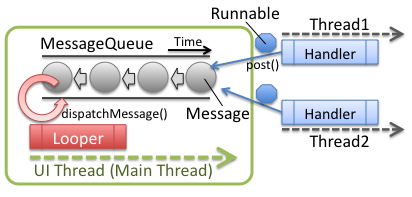 Runnable
Thread1
MessageQueue
Time
Handler
post()
dispatchMessage()
Message
Handler
Looper
Thread2
UI Thread (Main Thread)